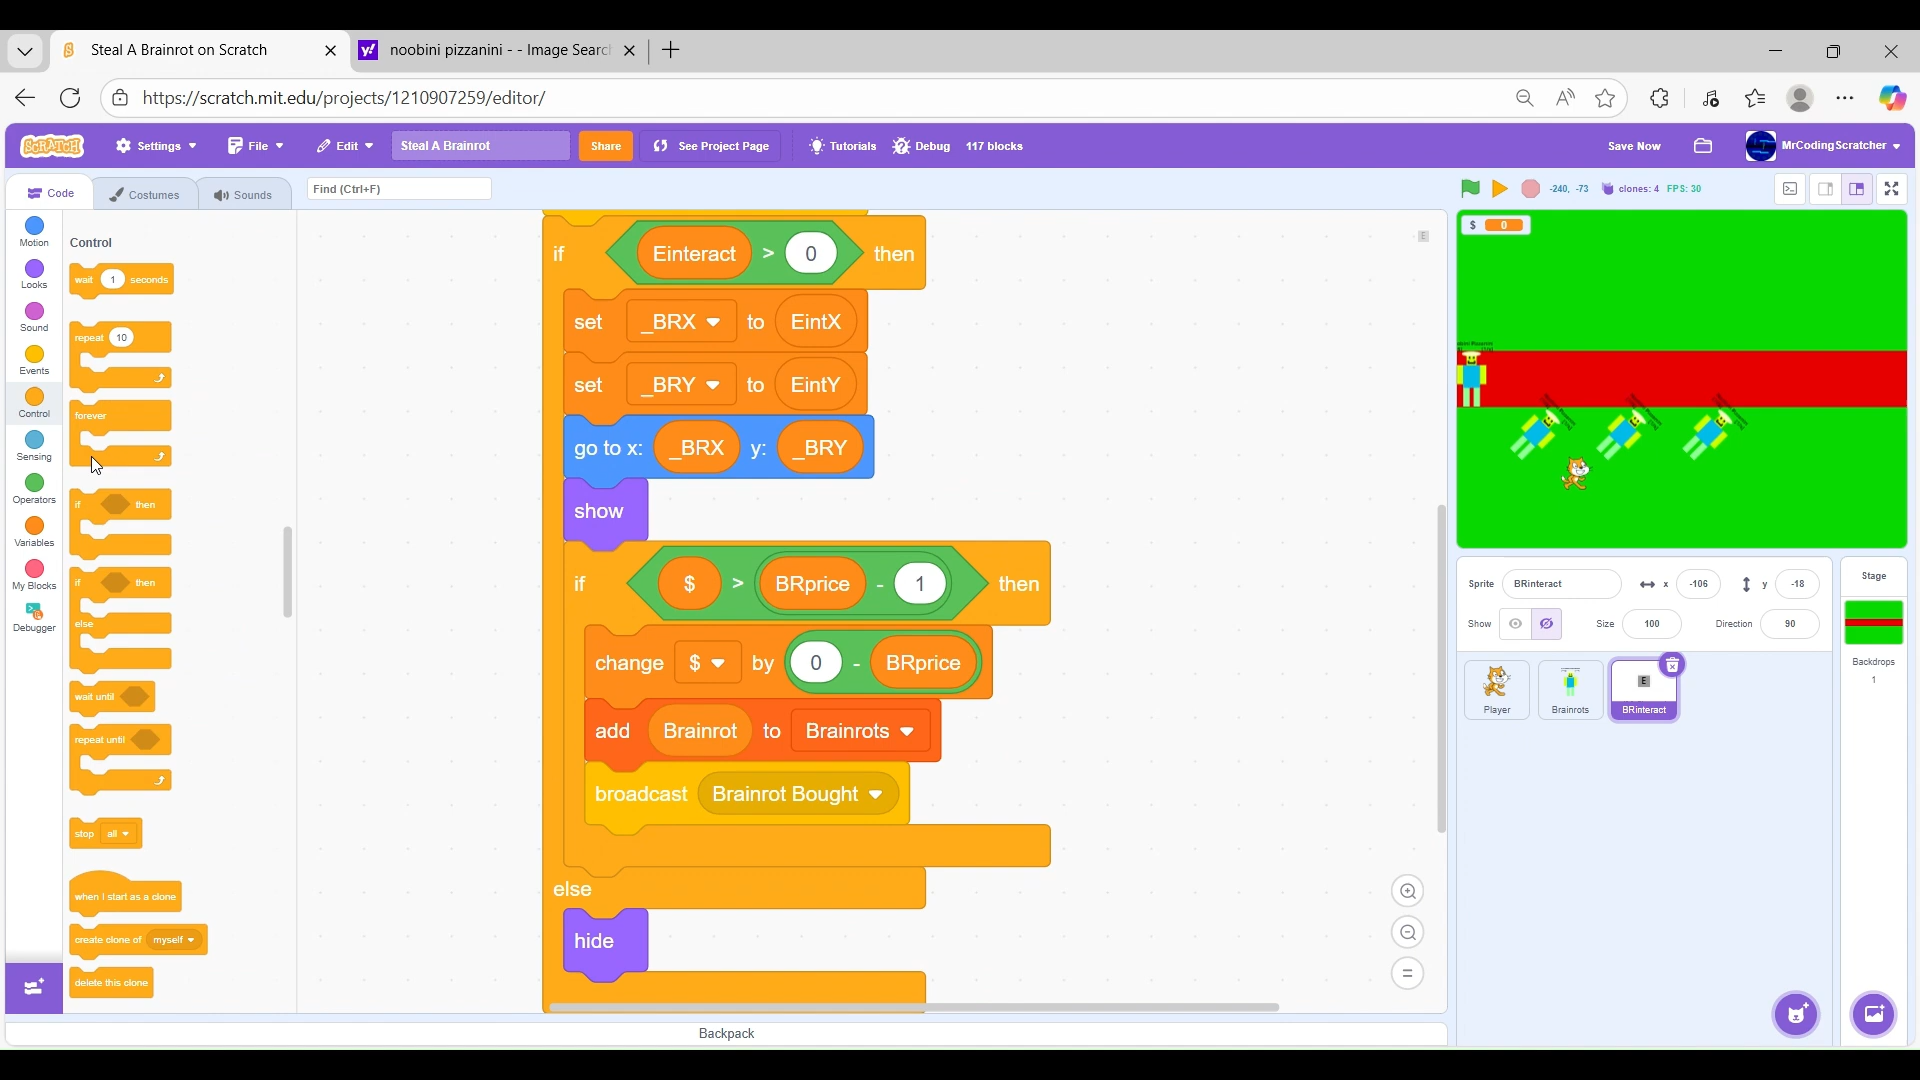 Steal A Brainrot on Scratch
noobini pizzanini - - Image Searc
https://scratch.mit.edu/projects/1210907259/editor/
SCRATCH Settings File Edit Steal A Brainrot Share See Project Page Tutorials Debug 117 blocks Save Now MrCodingScratcher
Code Costumes Sounds Find (Ctrl+F) -240, -73 clones: 4 FPS: 30
Motion
Looks
Sound
Events
Control
Sensing
Operators
Variables
My Blocks
Debugger
Control
wait 1 seconds
repeat 10
forever
if then
if then
else
wait until
repeat until
stop all
when I start as a clone
create clone of myself
delete this clone
if Einteract > 0 then
set _BRX to EintX
set _BRY to EintY
go to x: _BRX y: _BRY
show
if $ > BRprice - 1 then
change $ by 0 - BRprice
add Brainrot to Brainrots
broadcast Brainrot Bought
else
hide
E
=
Backpack
$ 0
Sprite BRinteract x -106 y -18
Show Size 100 Direction 90
Player
Brainrots
E
BRinteract
Stage
Backdrops
1